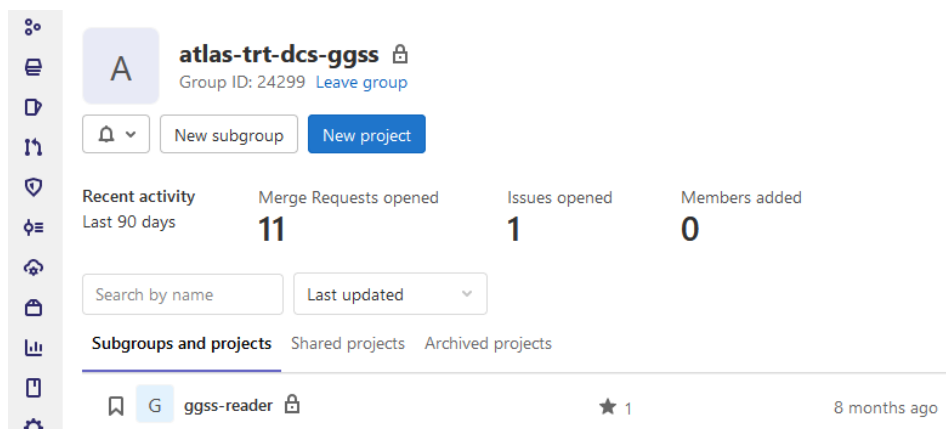 A
atlas-trt-dcs-ggss
Group ID: 24299 Leave group
New subgroup New project
Recent activity Merge Requests opened Issues opened Members added
Last 90 days 11 1 0
Search by name Last updated
Subgroups and projects Shared projects Archived projects
G ggss-reader 1 8 months ago